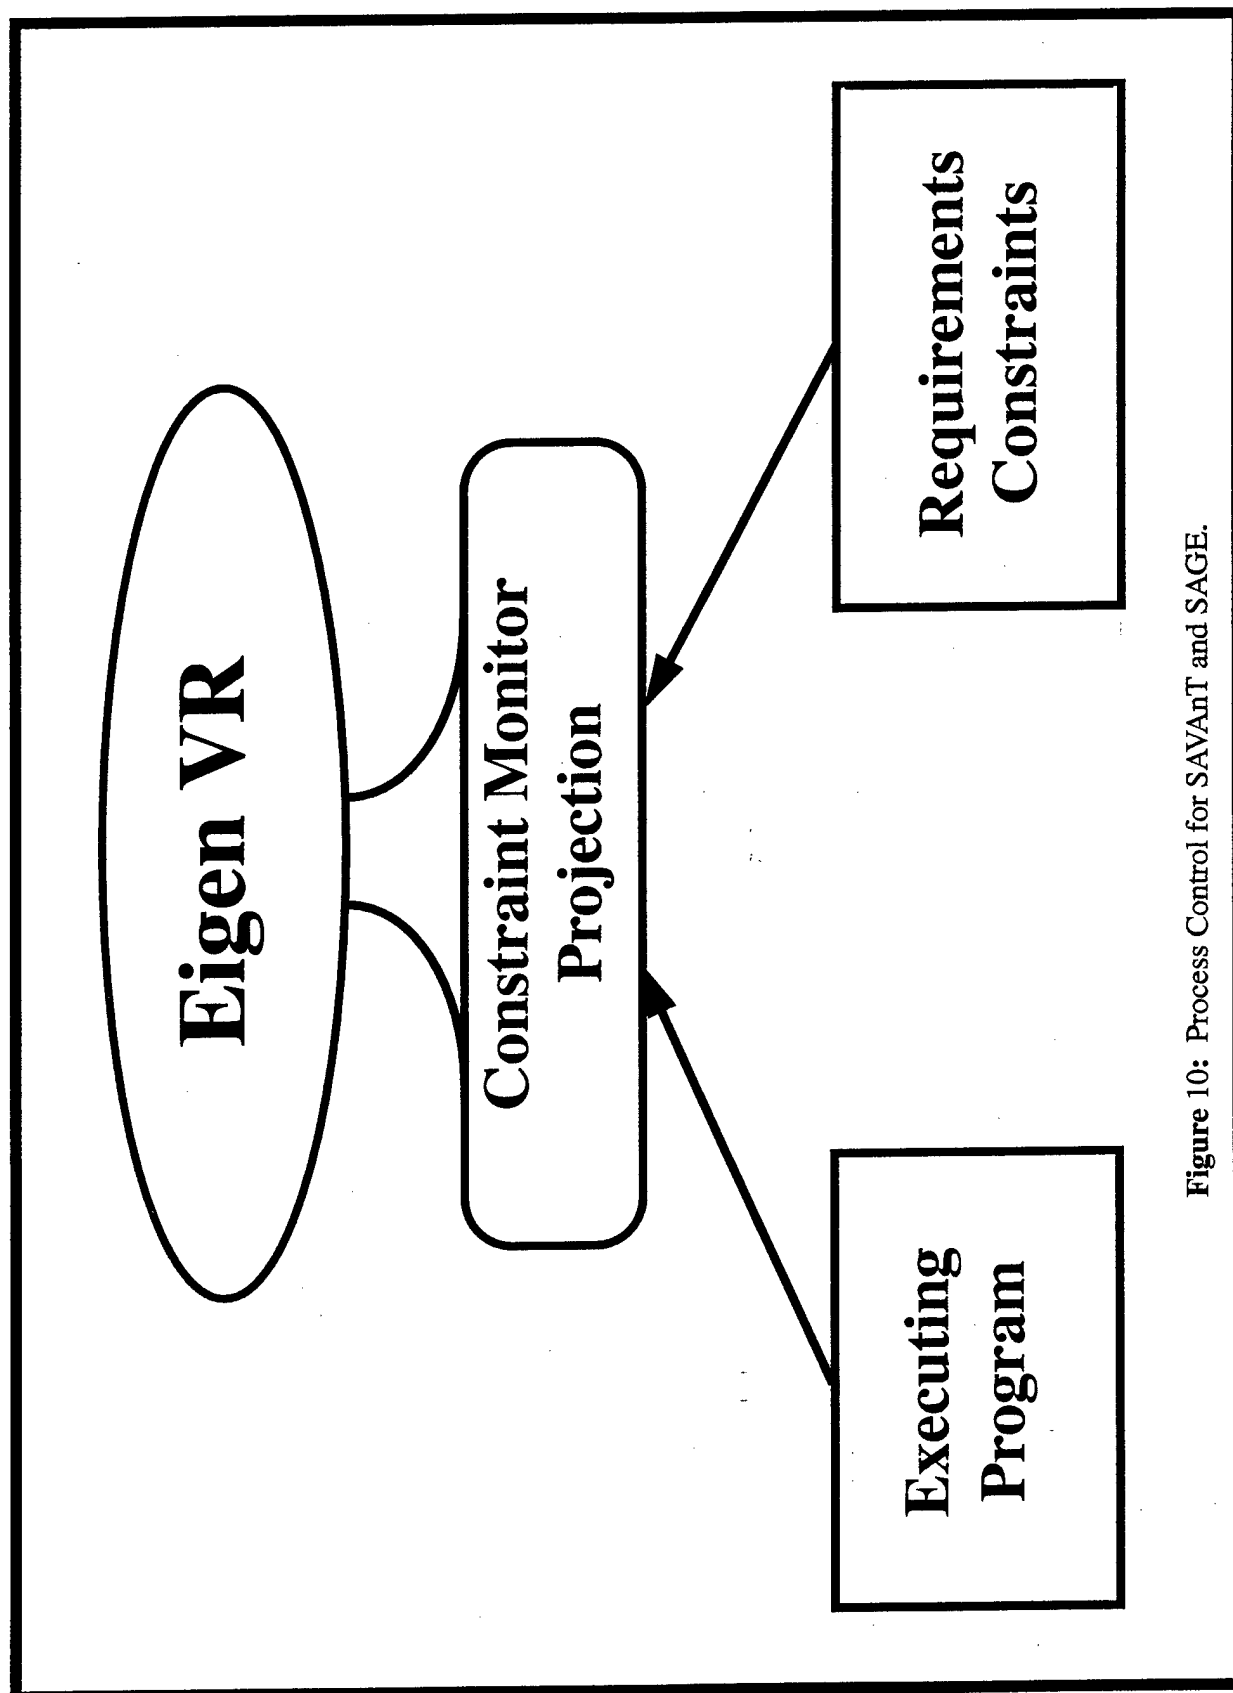 Eigen VR
Constraint Monitor
Projection
Executing
Program
Requirements
Constraints
Figure 10: Process Control for SAVAnT and SAGE.